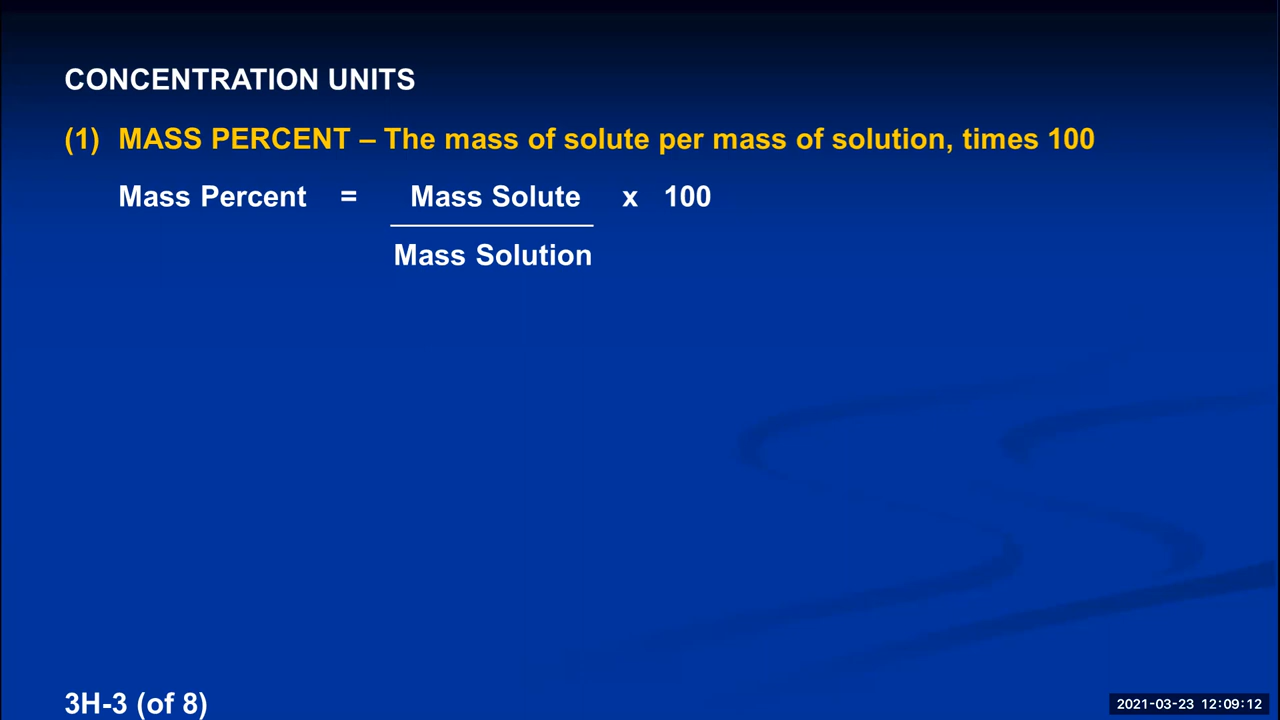 CONCENTRATION UNITS
(1) MASS PERCENT – The mass of solute per mass of solution, times 100
Mass Percent = Mass Solute x 100
Mass Solution
3H-3 (of 8)
2021-03-23 12:09:12